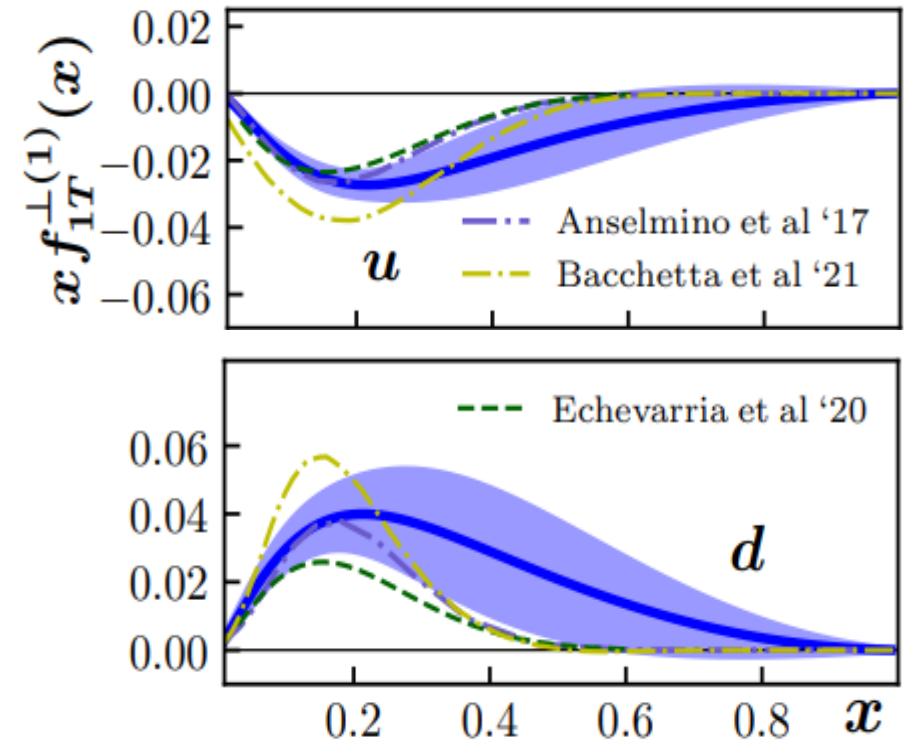 x f_{1T}^{⊥(1)}(x)
0.02
0.00
−0.02
−0.04
−0.06
u
Anselmino et al ‘17
Bacchetta et al ‘21
Echevarria et al ‘20
0.06
0.04
0.02
0.00
d
0.2 0.4 0.6 0.8 x